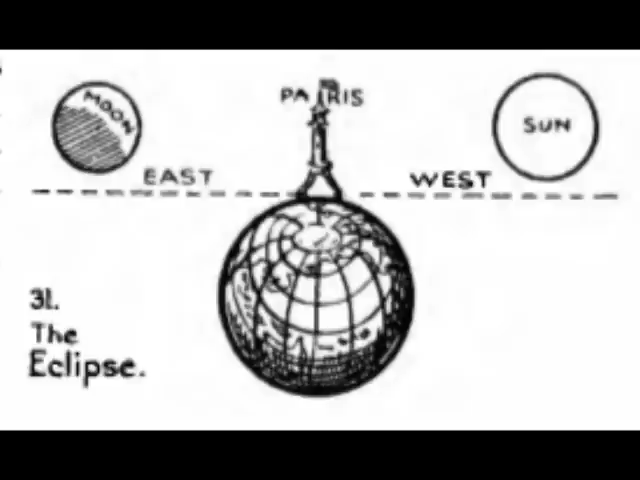 PARIS
MOON
SUN
EAST
WEST
31.
The
Eclipse.